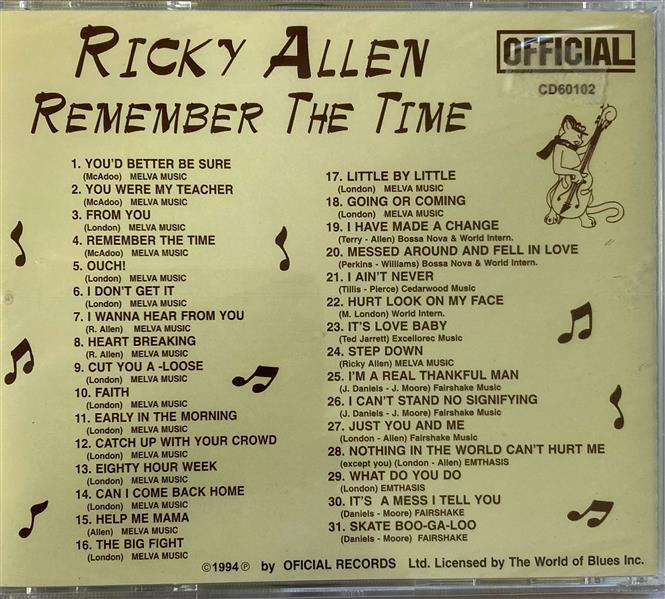 RICKY ALLEN
REMEMBER THE TIME
OFFICIAL
CD60102
1. YOU'D BETTER BE SURE
(McAdoo) MELVA MUSIC
2. YOU WERE MY TEACHER
(McAdoo) MELVA MUSIC
3. FROM YOU
(London) MELVA MUSIC
4. REMEMBER THE TIME
(McAdoo) MELVA MUSIC
5. OUCH!
(London) MELVA MUSIC
6. I DON'T GET IT
(London) MELVA MUSIC
7. I WANNA HEAR FROM YOU
(R. Allen) MELVA MUSIC
8. HEART BREAKING
(R. Allen) MELVA MUSIC
9. CUT YOU A -LOOSE
(London) MELVA MUSIC
10. FAITH
(London) MELVA MUSIC
11. EARLY IN THE MORNING
(London) MELVA MUSIC
12. CATCH UP WITH YOUR CROWD
(London) MELVA MUSIC
13. EIGHTY HOUR WEEK
(London) MELVA MUSIC
14. CAN I COME BACK HOME
(London) MELVA MUSIC
15. HELP ME MAMA
(Allen) MELVA MUSIC
16. THE BIG FIGHT
(London) MELVA MUSIC
17. LITTLE BY LITTLE
(London) MELVA MUSIC
18. GOING OR COMING
(London) MELVA MUSIC
19. I HAVE MADE A CHANGE
(Terry - Allen) Bossa Nova & World Intern.
20. MESSED AROUND AND FELL IN LOVE
(Perkins - Williams) Bossa Nova & World Intern.
21. I AIN'T NEVER
(Tillis - Pierce) Cedarwood Music
22. HURT LOOK ON MY FACE
(M. London) World Intern.
23. IT'S LOVE BABY
(Ted Jarrett) Excellorec Music
24. STEP DOWN
(Ricky Allen) MELVA MUSIC
25. I'M A REAL THANKFUL MAN
(J. Daniels - J. Moore) Fairshake Music
26. I CAN'T STAND NO SIGNIFYING
(J. Daniels - J. Moore) Fairshake Music
27. JUST YOU AND ME
(London - Allen) Fairshake Music
28. NOTHING IN THE WORLD CAN'T HURT ME
(except you) (London - Allen) EMTHASIS
29. WHAT DO YOU DO
(London) EMTHASIS
30. IT'S A MESS I TELL YOU
(Daniels - Moore) FAIRSHAKE
31. SKATE BOO-GA-LOO
(Daniels - Moore) FAIRSHAKE
©1994℗ by OFICIAL RECORDS Ltd. Licensed by The World of Blues Inc.